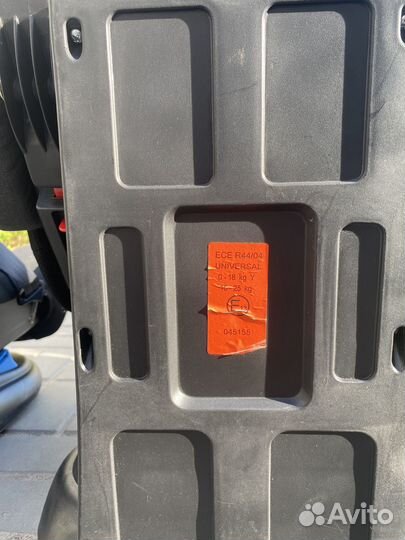 ECE R44/04
UNIVERSAL
0 - 18 kg Y
- 25 kg
E
045155
Avito